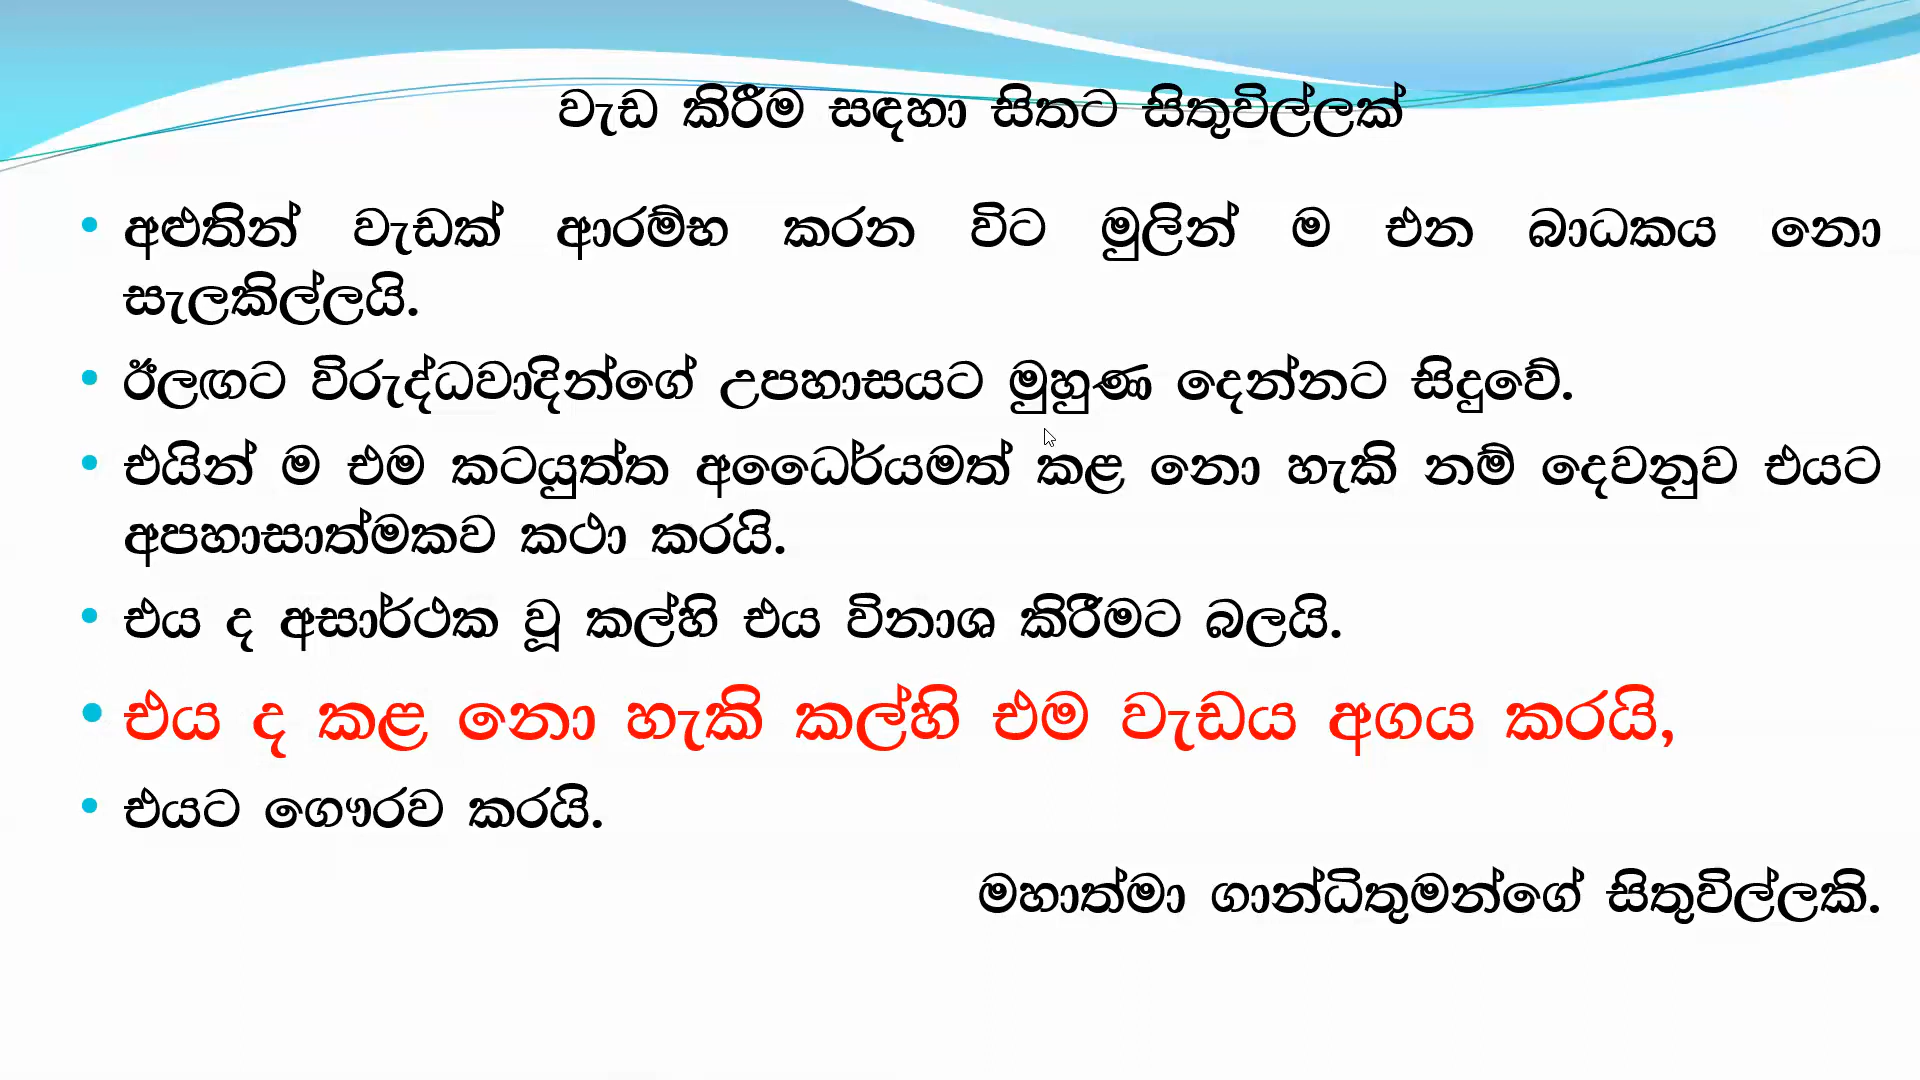 වැඩ කිරීම සඳහා සිතට සිතුවිල්ලක්
• අළුතින් වැඩක් ආරම්භ කරන විට මුලින් ම එන බාධකය නො
සැලකිල්ලයි.
• ඊලඟට විරුද්ධවාදින්ගේ උපහාසයට මුහුණ දෙන්නට සිදුවේ.
• එයින් ම එම කටයුත්ත අධෛර්යමත් කළ නො හැකි නම් දෙවනුව එයට
අපහාසාත්මකව කථා කරයි.
• එය ද අසාර්ථක වූ කල්හි එය විනාශ කිරීමට බලයි.
• එය ද කළ නො හැකි කල්හි එම වැඩය අගය කරයි,
• එයට ගෞරව කරයි.
මහාත්මා ගාන්ධිතුමන්ගේ සිතුවිල්ලකි.